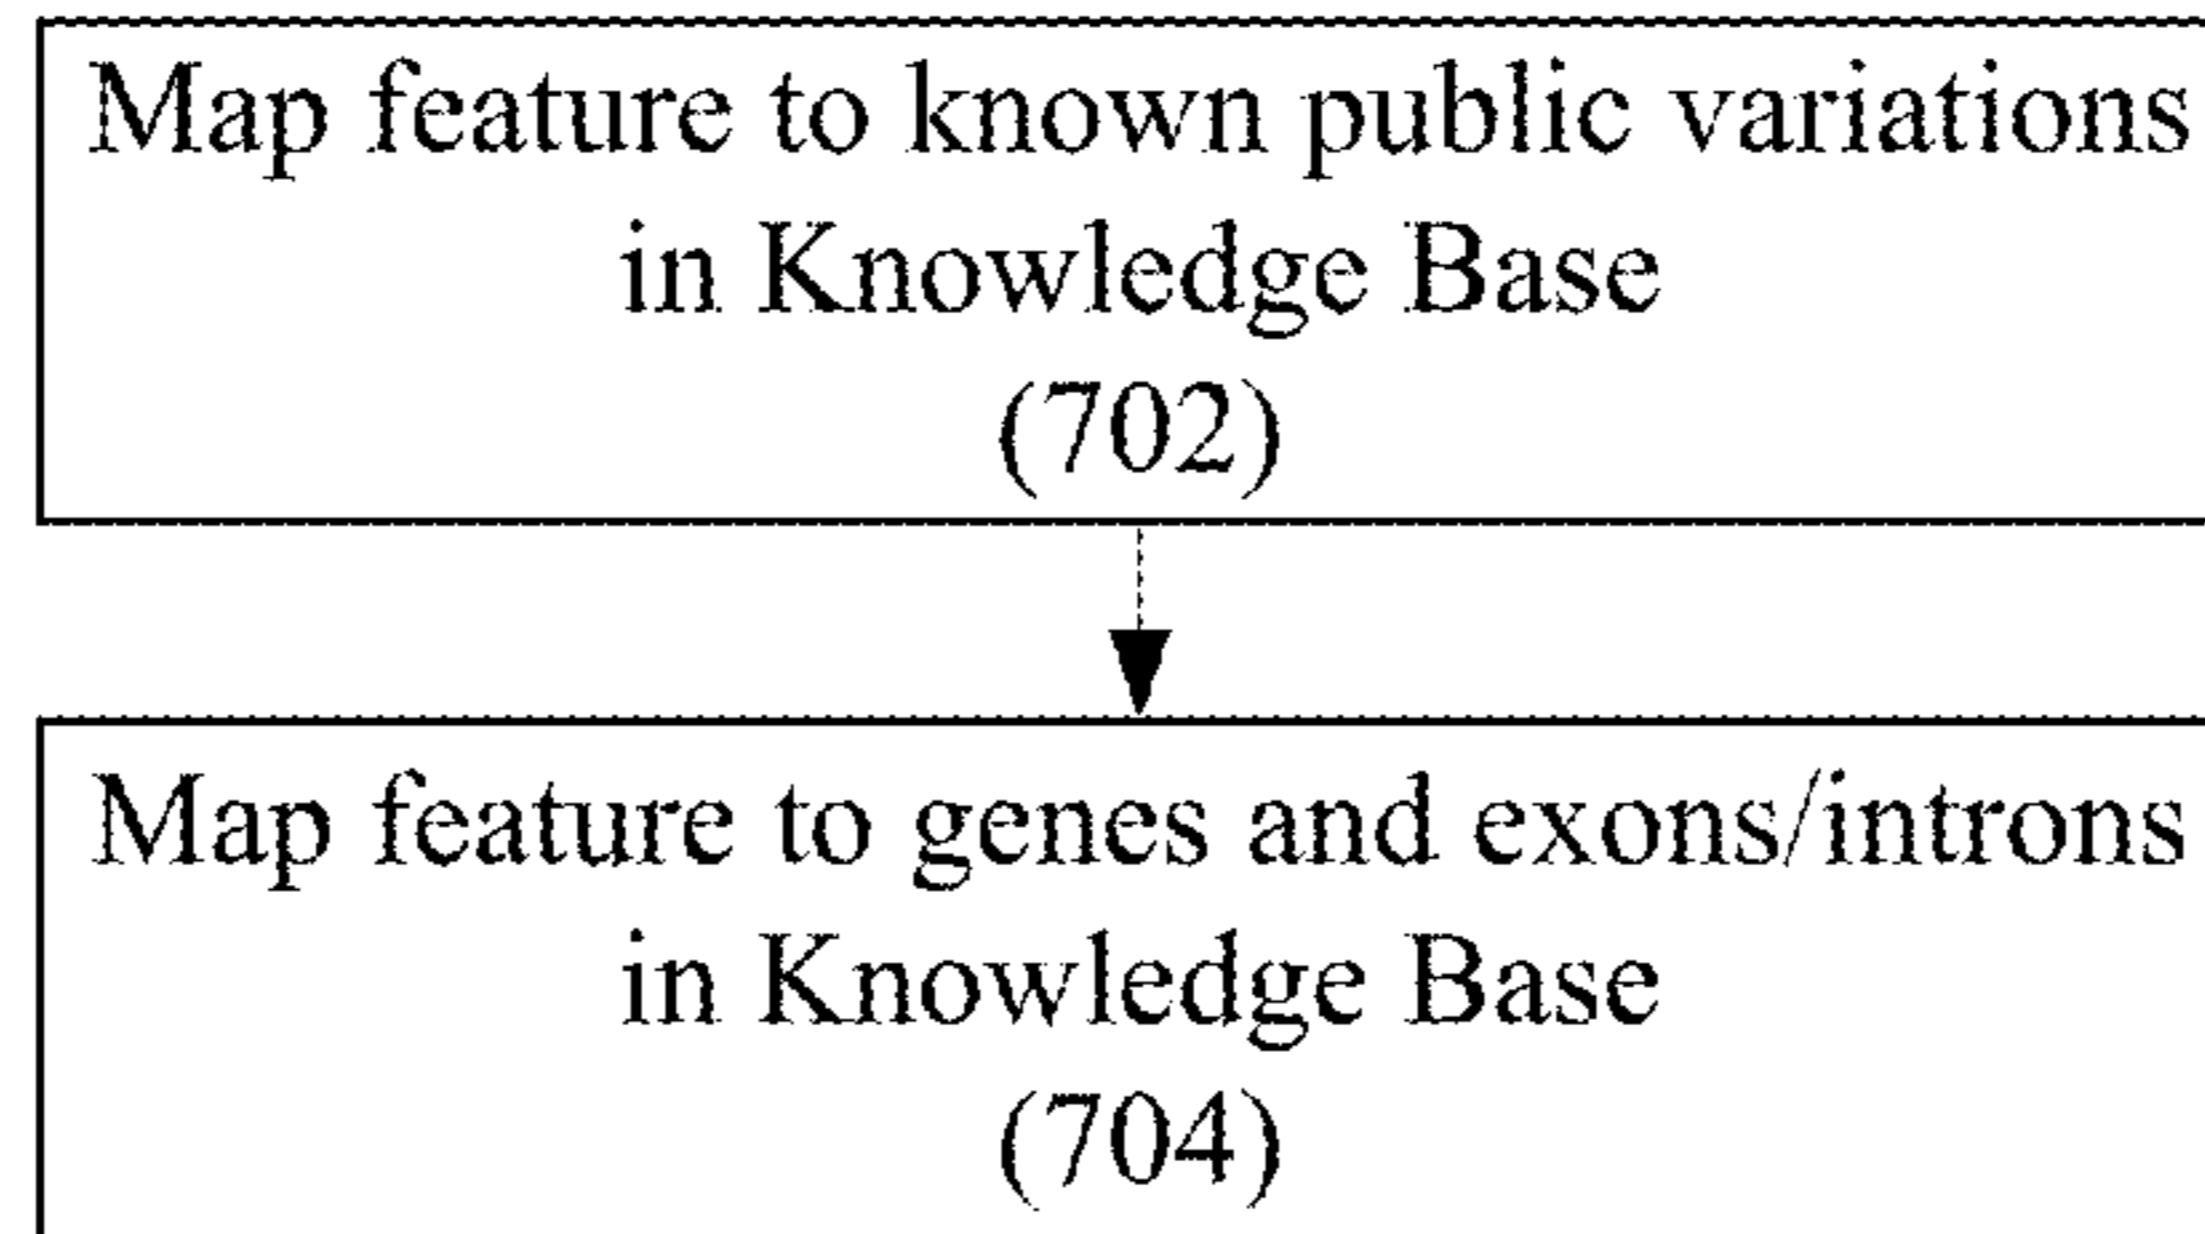 Map feature to known public variations
in Knowledge Base
(702)
Map feature to genes and exons/introns
in Knowledge Base
(704)